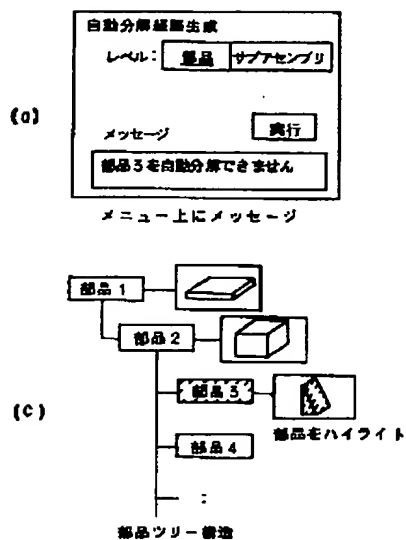 (a)
自動分解経路生成
レベル: 部品 サブアセンブリ
実行
メッセージ
部品3を自動分解できません
メニュー上にメッセージ
(c)
部品1
部品2
部品3
部品をハイライト
部品4
:
部品ツリー構造